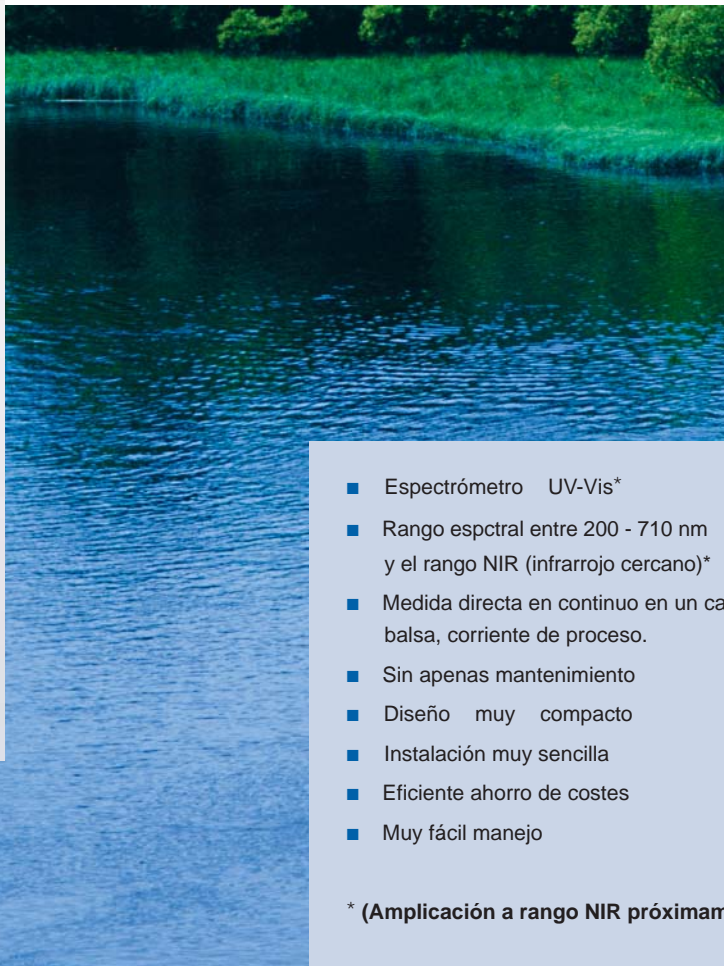 ■ Espectrómetro UV-Vis*
■ Rango espctral entre 200 - 710 nm
y el rango NIR (infrarrojo cercano)*
■ Medida directa en continuo en un
balsa, corriente de proceso.
■ Sin apenas mantenimiento
■ Diseño muy compacto
■ Instalación muy sencilla
■ Eficiente ahorro de costes
■ Muy fácil manejo
* (Amplicación a rango NIR